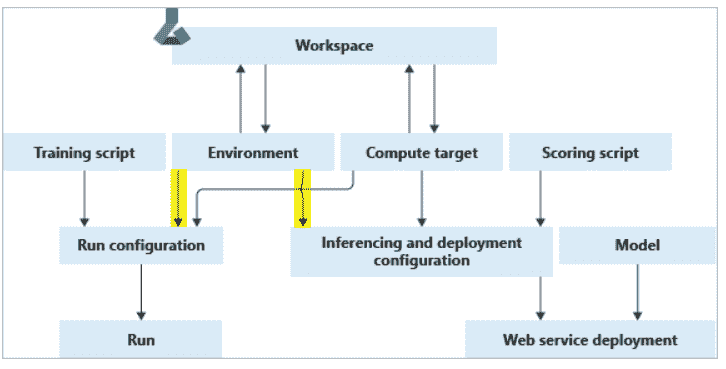 Workspace
Training script
Environment
Compute target
Scoring script
Run configuration
Inferencing and deployment
configuration
Model
Run
Web service deployment